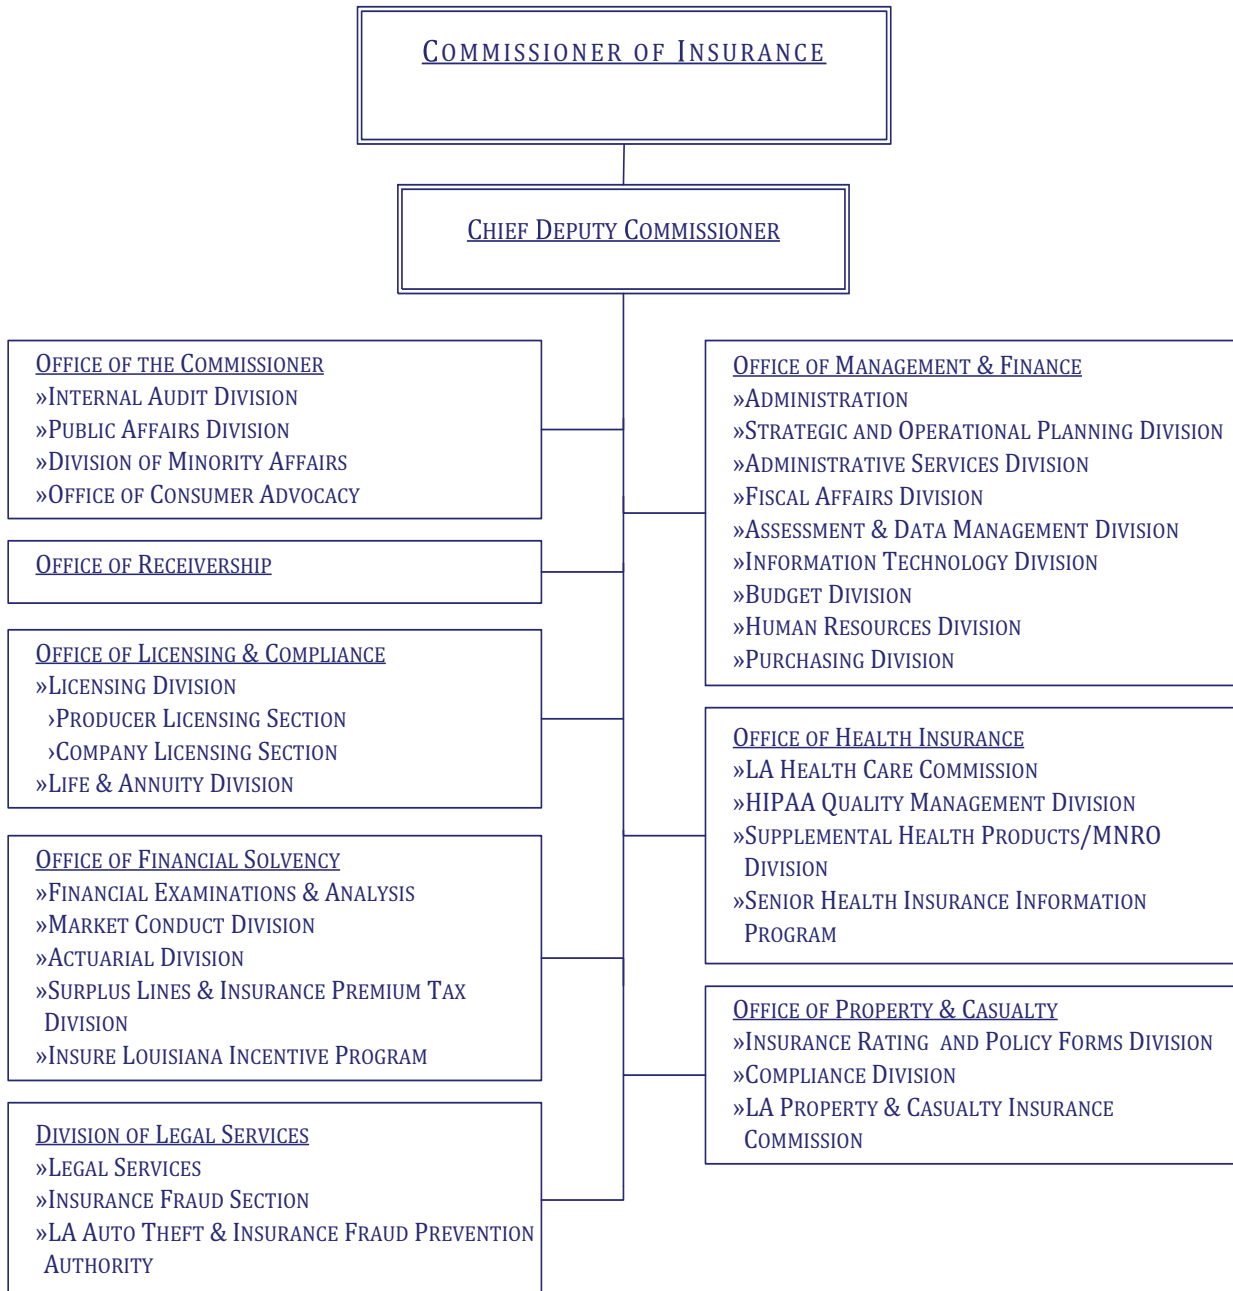 COMMISSIONER OF INSURANCE
CHIEF DEPUTY COMMISSIONER
OFFICE OF THE COMMISSIONER
»INTERNAL AUDIT DIVISION
»PUBLIC AFFAIRS DIVISION
»DIVISION OF MINORITY AFFAIRS
»OFFICE OF CONSUMER ADVOCACY
OFFICE OF RECEIVERSHIP
OFFICE OF LICENSING & COMPLIANCE
»LICENSING DIVISION
›PRODUCER LICENSING SECTION
›COMPANY LICENSING SECTION
»LIFE & ANNUITY DIVISION
OFFICE OF FINANCIAL SOLVENCY
»FINANCIAL EXAMINATIONS & ANALYSIS
»MARKET CONDUCT DIVISION
»ACTUARIAL DIVISION
»SURPLUS LINES & INSURANCE PREMIUM TAX
DIVISION
»INSURE LOUISIANA INCENTIVE PROGRAM
DIVISION OF LEGAL SERVICES
»LEGAL SERVICES
»INSURANCE FRAUD SECTION
»LA AUTO THEFT & INSURANCE FRAUD PREVENTION
AUTHORITY
OFFICE OF MANAGEMENT & FINANCE
»ADMINISTRATION
»STRATEGIC AND OPERATIONAL PLANNING DIVISION
»ADMINISTRATIVE SERVICES DIVISION
»FISCAL AFFAIRS DIVISION
»ASSESSMENT & DATA MANAGEMENT DIVISION
»INFORMATION TECHNOLOGY DIVISION
»BUDGET DIVISION
»HUMAN RESOURCES DIVISION
»PURCHASING DIVISION
OFFICE OF HEALTH INSURANCE
»LA HEALTH CARE COMMISSION
»HIPAA QUALITY MANAGEMENT DIVISION
»SUPPLEMENTAL HEALTH PRODUCTS/MNRO
DIVISION
»SENIOR HEALTH INSURANCE INFORMATION
PROGRAM
OFFICE OF PROPERTY & CASUALTY
»INSURANCE RATING AND POLICY FORMS DIVISION
»COMPLIANCE DIVISION
»LA PROPERTY & CASUALTY INSURANCE
COMMISSION